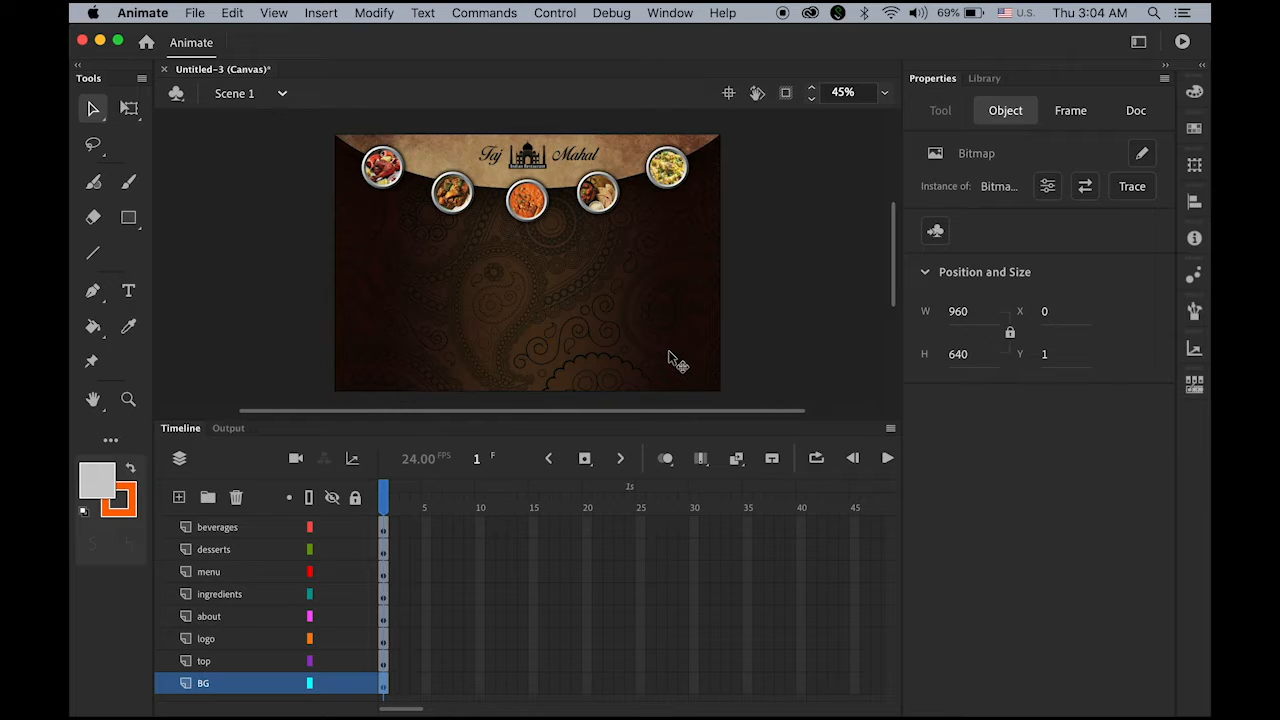 Animate File Edit View Insert Modify Text Commands Control Debug Window Help 69% U.S. Thu 3:04 AM
Animate
Tools
Untitled-3 (Canvas)*
Scene 1
45%
Taj Mahal
Indian Restaurant
Properties Library
Tool Object Frame Doc
Bitmap
Instance of: Bitma... Trace
Position and Size
W 960 X 0
H 640 Y 1
Timeline Output
24.00 FPS 1 F
1s
5 10 15 20 25 30 35 40 45
beverages
desserts
menu
ingredients
about
logo
top
BG